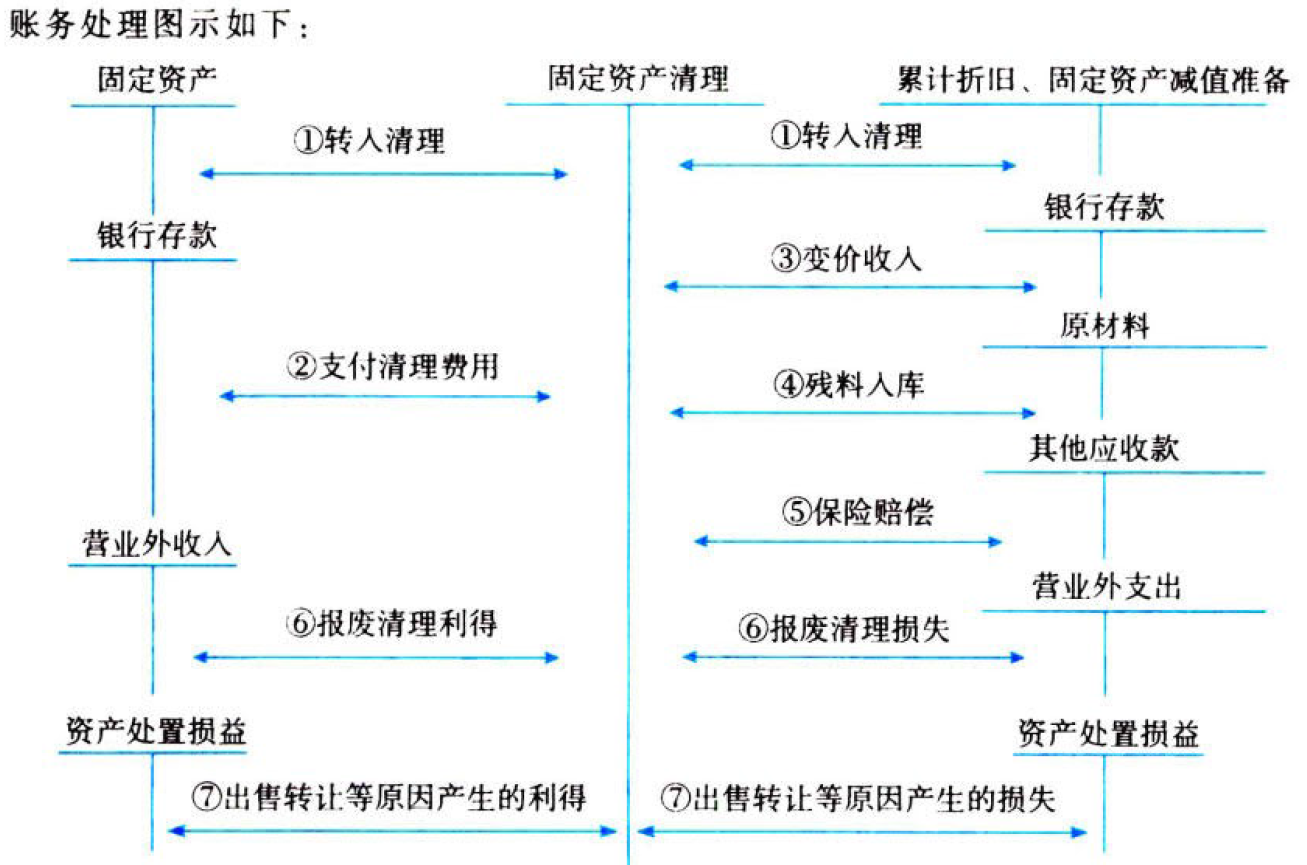 账务处理图示如下：
固定资产
固定资产清理
累计折旧、固定资产减值准备
①转入清理
①转入清理
银行存款
银行存款
③变价收入
原材料
②支付清理费用
④残料入库
其他应收款
⑤保险赔偿
营业外收入
营业外支出
⑥报废清理利得
⑥报废清理损失
资产处置损益
资产处置损益
⑦出售转让等原因产生的利得
⑦出售转让等原因产生的损失